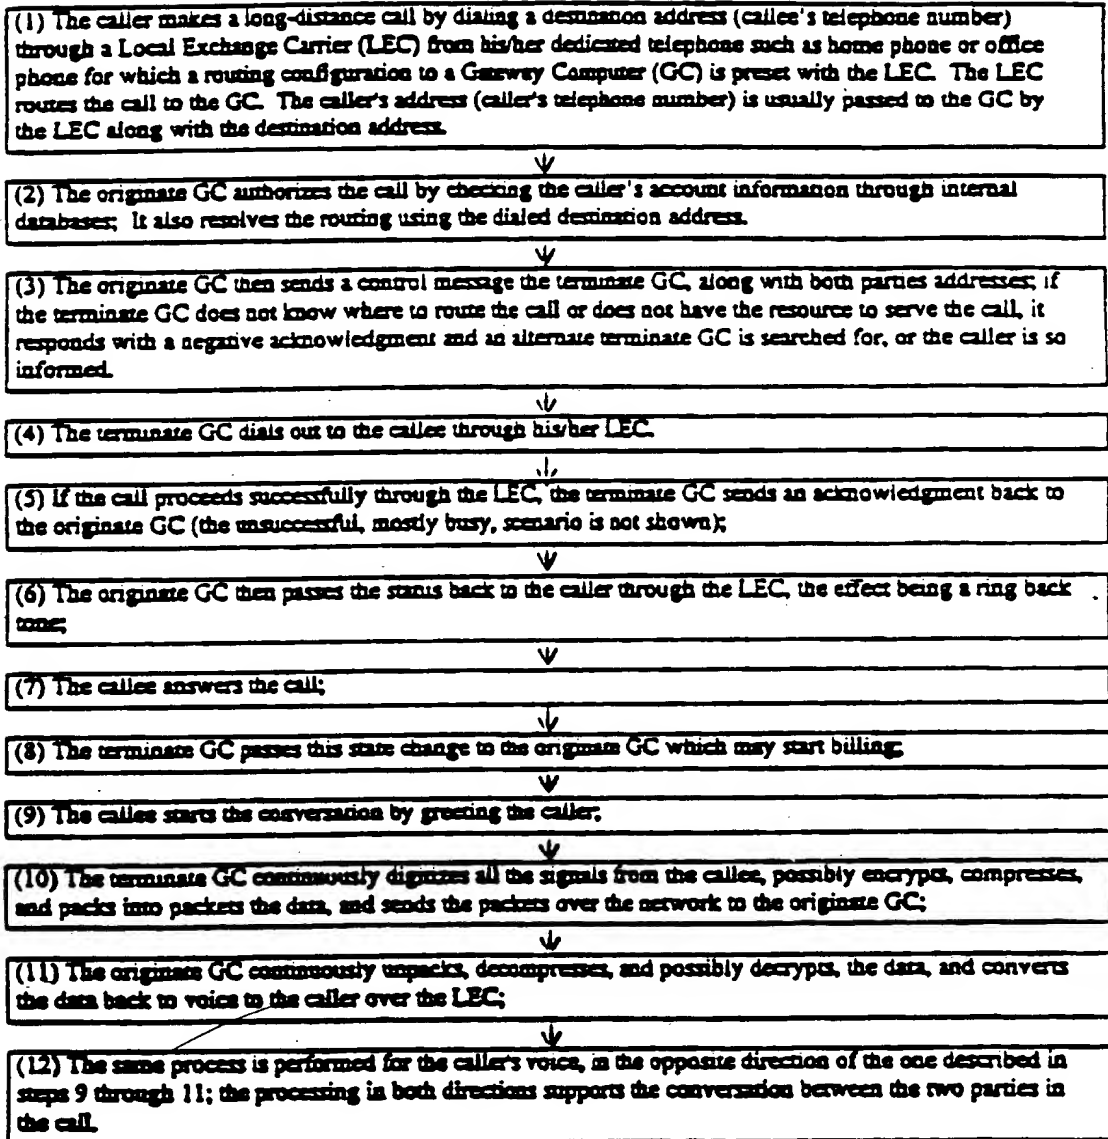 (1) The caller makes a long-distance call by dialing a destination address (callee's telephone number)
through a Local Exchange Carrier (LEC) from his/her dedicated telephone such as home phone or office
phone for which a routing configuration to a Gateway Computer (GC) is preset with the LEC. The LEC
routes the call to the GC. The caller's address (caller's telephone number) is usually passed to the GC by
the LEC along with the destination address.
(2) The originate GC authorizes the call by checking the caller's account information through internal
databases; It also resolves the routing using the dialed destination address.
(3) The originate GC then sends a control message the terminate GC, along with both parties addresses; if
the terminate GC does not know where to route the call or does not have the resource to serve the call, it
responds with a negative acknowledgment and an alternate terminate GC is searched for, or the caller is so
informed.
(4) The terminate GC dials out to the callee through his/her LEC.
(5) If the call proceeds successfully through the LEC, the terminate GC sends an acknowledgment back to
the originate GC (the unsuccessful, mostly busy, scenario is not shown);
(6) The originate GC then passes the status back to the caller through the LEC, the effect being a ring back
tone;
(7) The callee answers the call;
(8) The terminate GC passes this state change to the originate GC which may start billing;
(9) The callee starts the conversation by greeting the caller;
(10) The terminate GC continuously digitizes all the signals from the callee, possibly encrypts, compresses,
and packs into packets the data, and sends the packets over the network to the originate GC;
(11) The originate GC continuously unpacks, decompresses, and possibly decrypts, the data, and converts
the data back to voice to the caller over the LEC;
(12) The same process is performed for the caller's voice, in the opposite direction of the one described in
steps 9 through 11; the processing in both directions supports the conversation between the two parties in
the call.